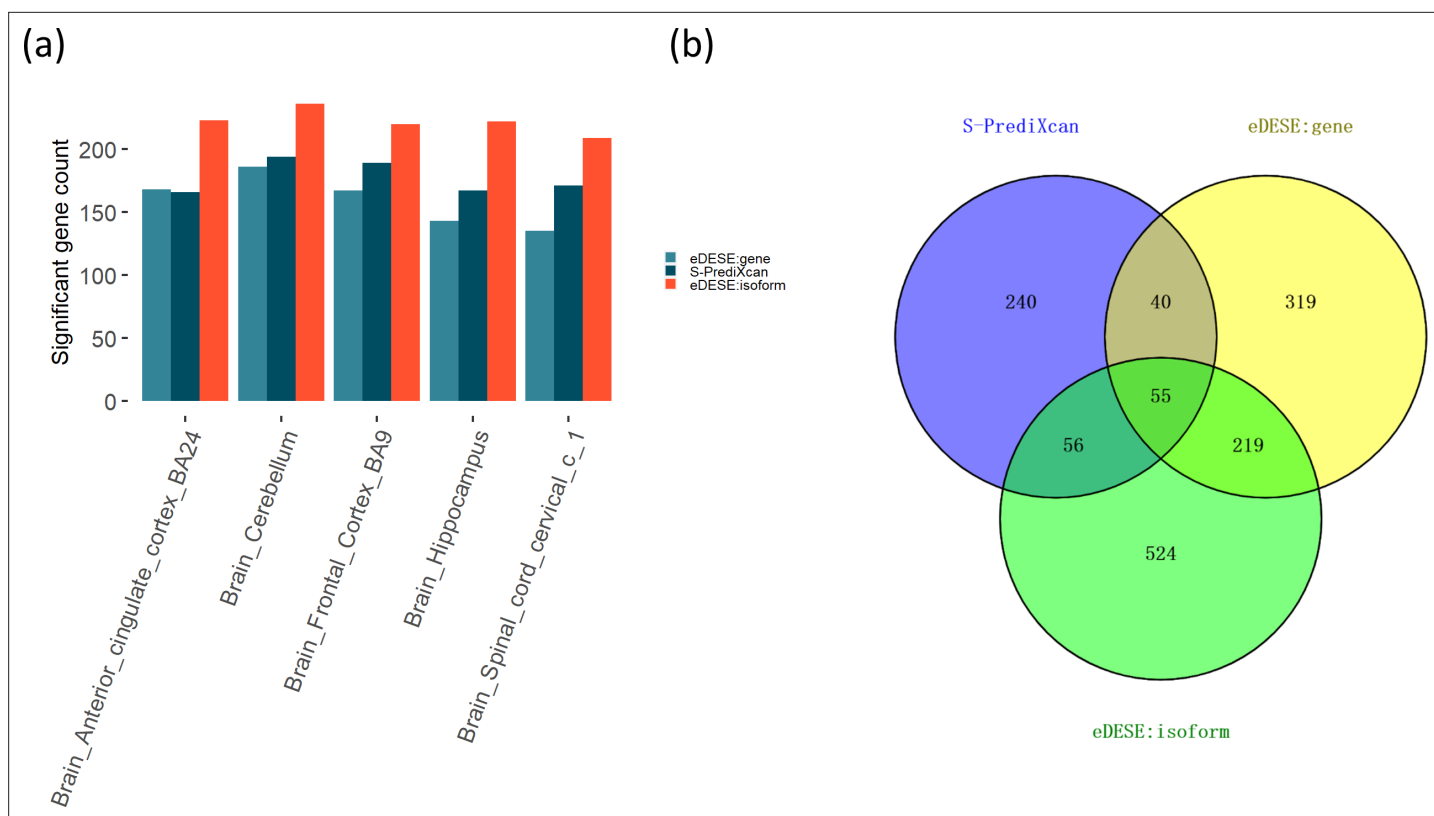 (a)
(b)
Significant gene count
200
150
100
50
0
Brain_Anterior_cingulate_cortex_BA24
Brain_Cerebellum
Brain_Frontal_Cortex_BA9
Brain_Hippocampus
Brain_Spinal_cord_cervical_c_1
eDESE:gene
S-PrediXcan
eDESE:isoform
S-PrediXcan
eDESE:gene
240
40
319
55
56
219
524
eDESE:isoform